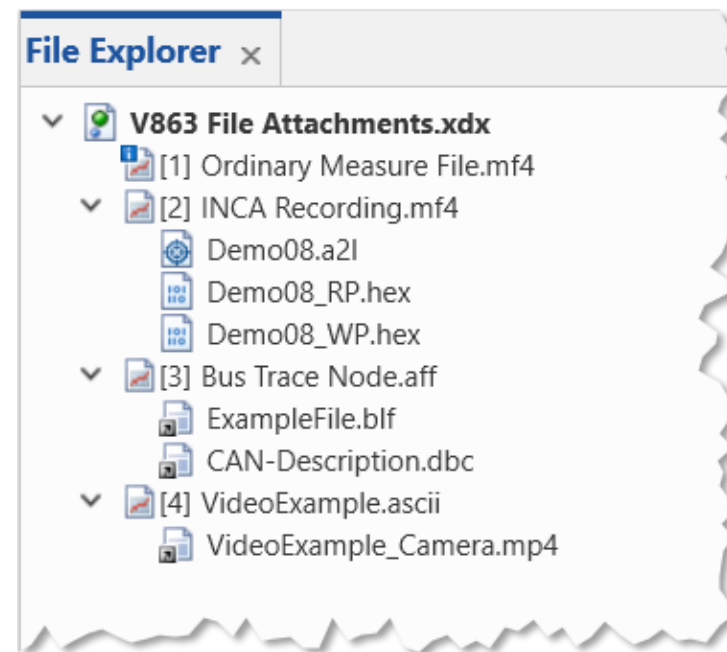 File Explorer ×
V863 File Attachments.xdx
[1] Ordinary Measure File.mf4
[2] INCA Recording.mf4
Demo08.a2l
Demo08_RP.hex
Demo08_WP.hex
[3] Bus Trace Node.aff
ExampleFile.blf
CAN-Description.dbc
[4] VideoExample.ascii
VideoExample_Camera.mp4